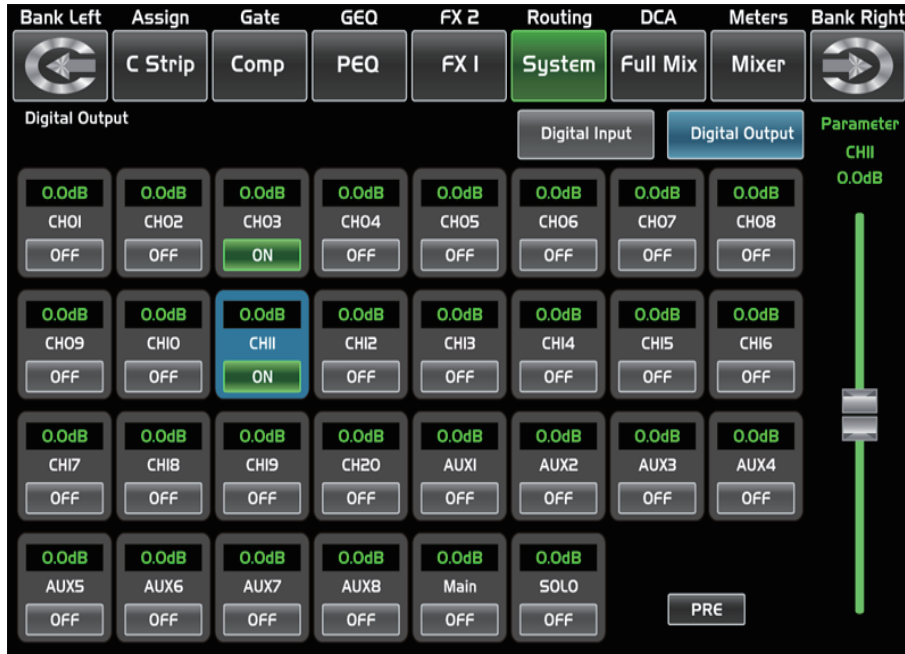 Bank Left Assign Gate GEQ FX 2 Routing DCA Meters Bank Right
C Strip Comp PEQ FX 1 System Full Mix Mixer
Digital Output Digital Input Digital Output Parameter
CH11
0.0dB
0.0dB 0.0dB 0.0dB 0.0dB 0.0dB 0.0dB 0.0dB 0.0dB
CH01 CH02 CH03 CH04 CH05 CH06 CH07 CH08
OFF OFF ON OFF OFF OFF OFF OFF
0.0dB 0.0dB 0.0dB 0.0dB 0.0dB 0.0dB 0.0dB 0.0dB
CH09 CH10 CH11 CH12 CH13 CH14 CH15 CH16
OFF OFF ON OFF OFF OFF OFF OFF
0.0dB 0.0dB 0.0dB 0.0dB 0.0dB 0.0dB 0.0dB 0.0dB
CH17 CH18 CH19 CH20 AUX1 AUX2 AUX3 AUX4
OFF OFF OFF OFF OFF OFF OFF OFF
0.0dB 0.0dB 0.0dB 0.0dB 0.0dB 0.0dB
AUX5 AUX6 AUX7 AUX8 Main SOLO
OFF OFF OFF OFF OFF OFF PRE